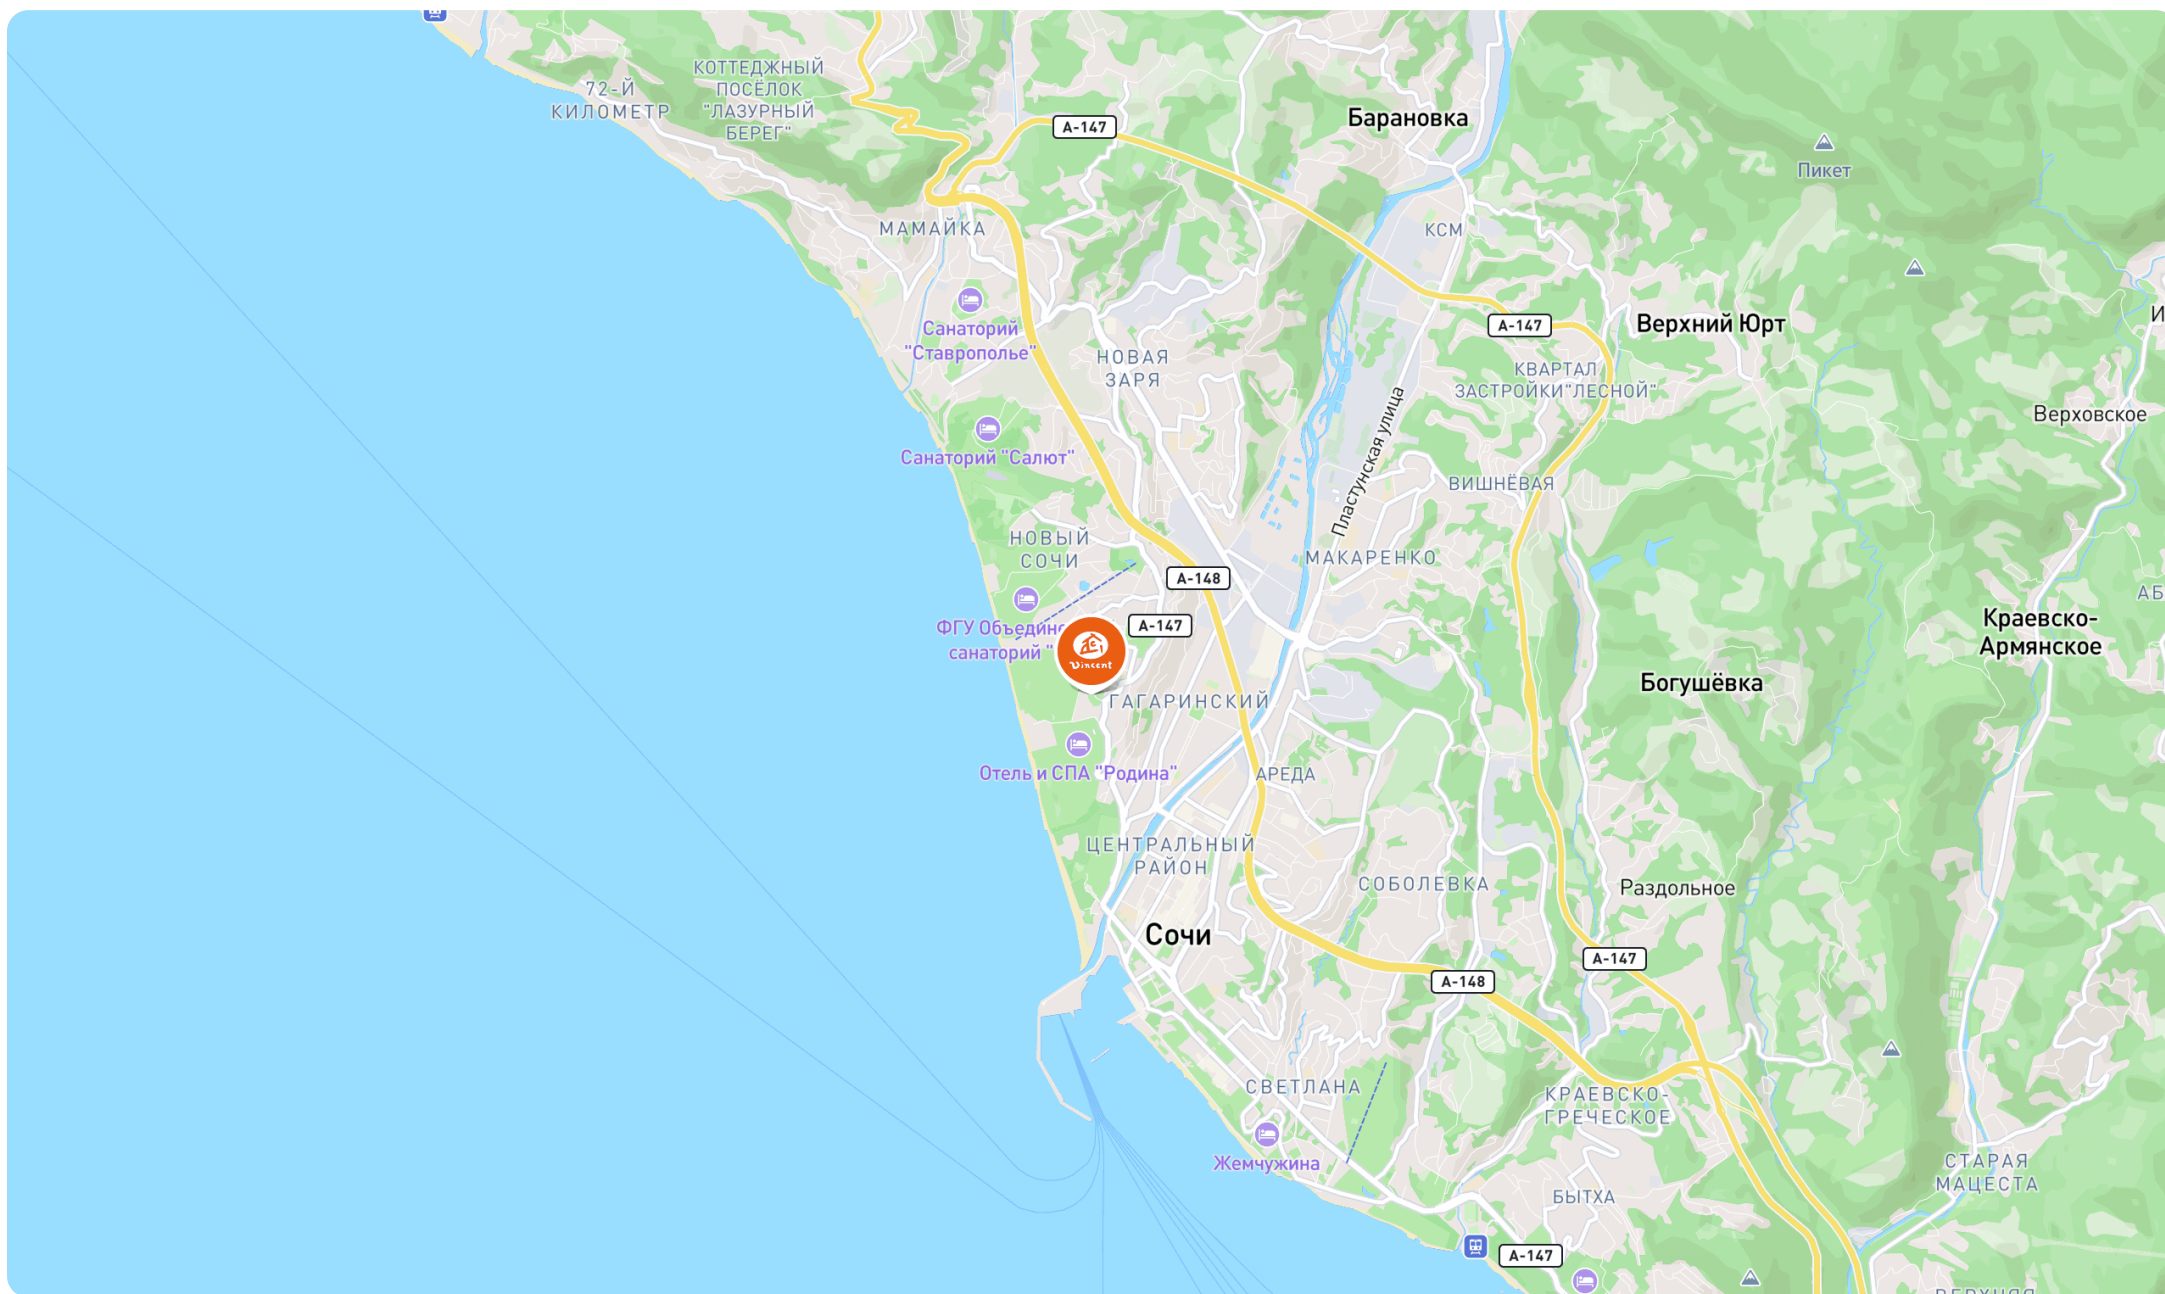 КОТТЕДЖНЫЙ
ПОСЁЛОК
"ЛАЗУРНЫЙ
БЕРЕГ"
72-Й
КИЛОМЕТР
А-147
Барановка
Пикет
МАМАЙКА
КСМ
Санаторий
"Ставрополье"
НОВАЯ
ЗАРЯ
А-147
Верхний Юрт
КВАРТАЛ
ЗАСТРОЙКИ"ЛЕСНОЙ"
Верховское
Пластунская улица
Санаторий "Салют"
ВИШНЁВАЯ
НОВЫЙ
СОЧИ
МАКАРЕНКО
А-148
А-147
ФГУ Объедине
санаторий "
Vincent
Краевско-
Армянское
АБ
Богушёвка
ГАГАРИНСКИЙ
Отель и СПА "Родина"
АРЕДА
ЦЕНТРАЛЬНЫЙ
РАЙОН
СОБОЛЕВКА
Раздольное
Сочи
А-147
А-148
СВЕТЛАНА
КРАЕВСКО-
ГРЕЧЕСКОЕ
Жемчужина
СТАРАЯ
МАЦЕСТА
БЫТХА
А-147